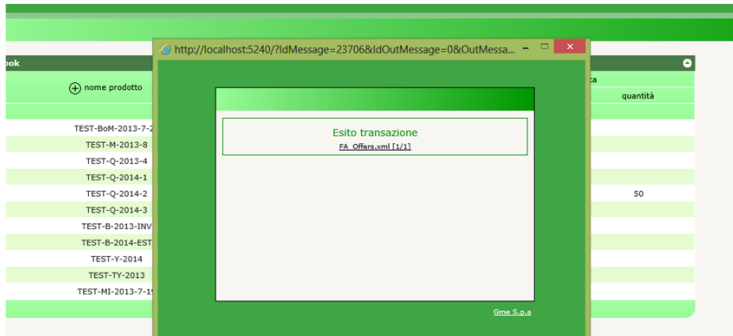 http://localhost:5240/?IdMessage=23706&IdOutMessage=0&OutMessa...
ook
nome prodotto
quantità
TEST-BoM-2013-7-2
TEST-M-2013-8
TEST-Q-2013-4
TEST-Q-2014-1
TEST-Q-2014-2 50
TEST-Q-2014-3
TEST-B-2013-INV
TEST-B-2014-EST
TEST-Y-2014
TEST-TY-2013
TEST-MI-2013-7-19
Esito transazione
FA_Offers.xml [1/1]
Gme S.p.a